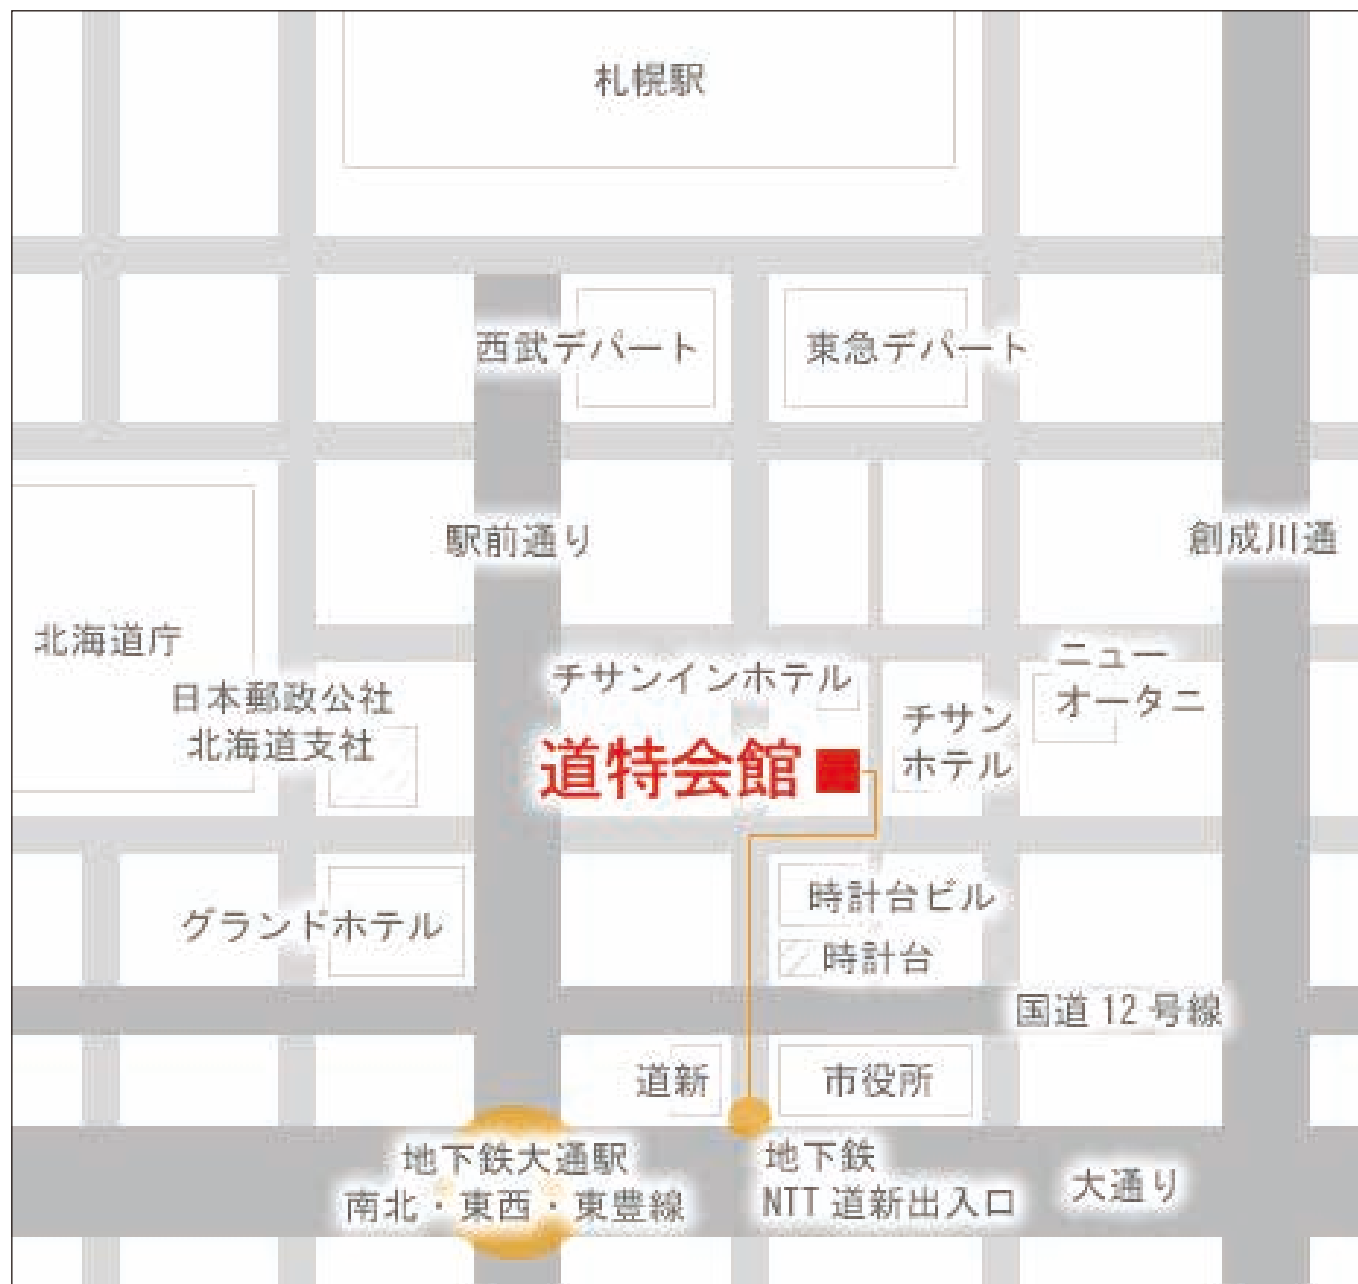 札幌駅
西武デパート
東急デパート
駅前通り
創成川通
北海道庁
日本郵政公社
北海道支社
チサンインホテル
ニュー
オータニ
チサン
ホテル
道特会館
グランドホテル
時計台ビル
時計台
国道12号線
道新
市役所
地下鉄大通駅
南北・東西・東豊線
地下鉄
NTT道新出入口
大通り